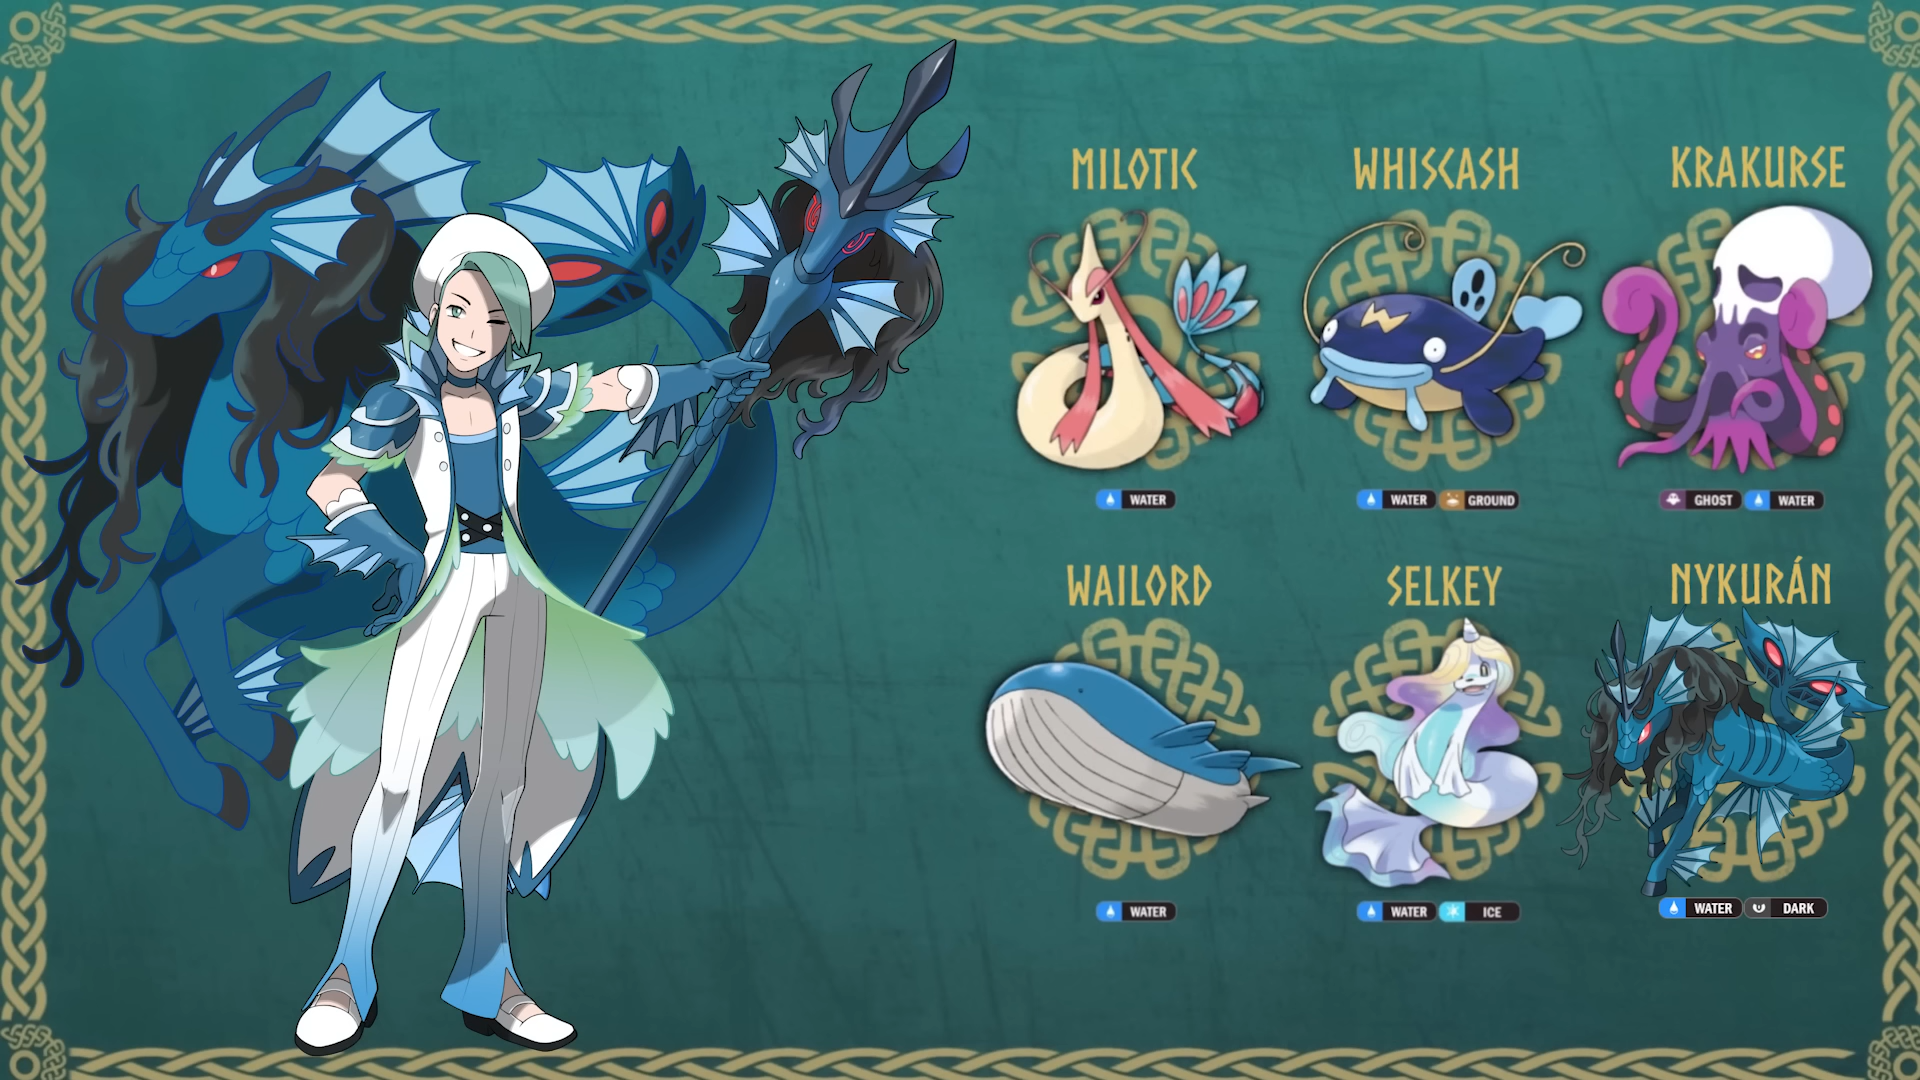 MILOTIC
WHISCASH
KRAKURSE
WATER
WATER GROUND
GHOST WATER
WAILORD
SELKEY
NYKURÁN
WATER
WATER ICE
WATER DARK